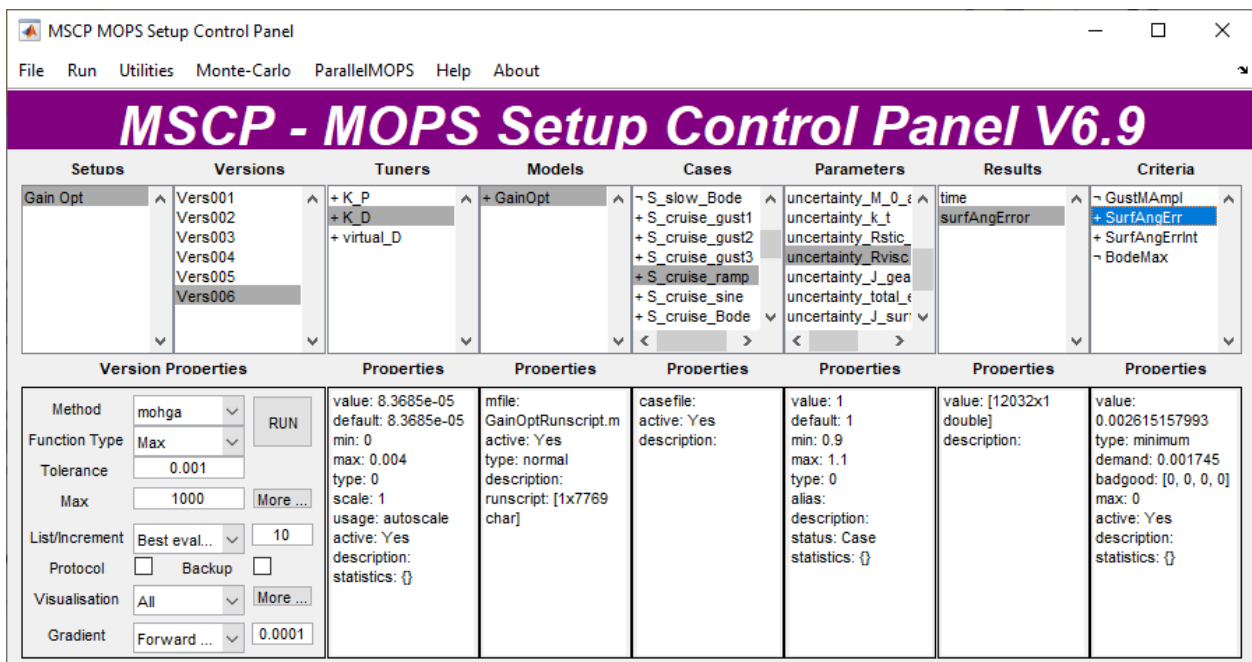 MSCP MOPS Setup Control Panel
File Run Utilities Monte-Carlo ParallelMOPS Help About
MSCP - MOPS Setup Control Panel V6.9
Setups Versions Tuners Models Cases Parameters Results Criteria
Gain Opt
Vers001
Vers002
Vers003
Vers004
Vers005
Vers006
+ K_P
+ K_D
+ virtual_D
+ GainOpt
¬ S_slow_Bode
+ S_cruise_gust1
+ S_cruise_gust2
+ S_cruise_gust3
+ S_cruise_ramp
+ S_cruise_sine
+ S_cruise_Bode
uncertainty_M_0_a
uncertainty_k_t
uncertainty_Rstic_
uncertainty_Rvisc
uncertainty_J_gea
uncertainty_total_e
uncertainty_J_sur
time
surfAngError
¬ GustMAmpl
+ SurfAngErr
+ SurfAngErrInt
¬ BodeMax
Version Properties Properties Properties Properties Properties Properties Properties
Method mohga RUN
Function Type Max
Tolerance 0.001
Max 1000 More ...
List/Increment Best eval... 10
Protocol Backup
Visualisation All More ...
Gradient Forward ... 0.0001
value: 8.3685e-05
default: 8.3685e-05
min: 0
max: 0.004
type: 0
scale: 1
usage: autoscale
active: Yes
description:
statistics: {}
mfile:
GainOptRunscript.m
active: Yes
type: normal
description:
runscript: [1x7769
char]
casefile:
active: Yes
description:
value: 1
default: 1
min: 0.9
max: 1.1
type: 0
alias:
description:
status: Case
statistics: {}
value: [12032x1
double]
description:
value:
0.002615157993
type: minimum
demand: 0.001745
badgood: [0, 0, 0, 0]
max: 0
active: Yes
description:
statistics: {}